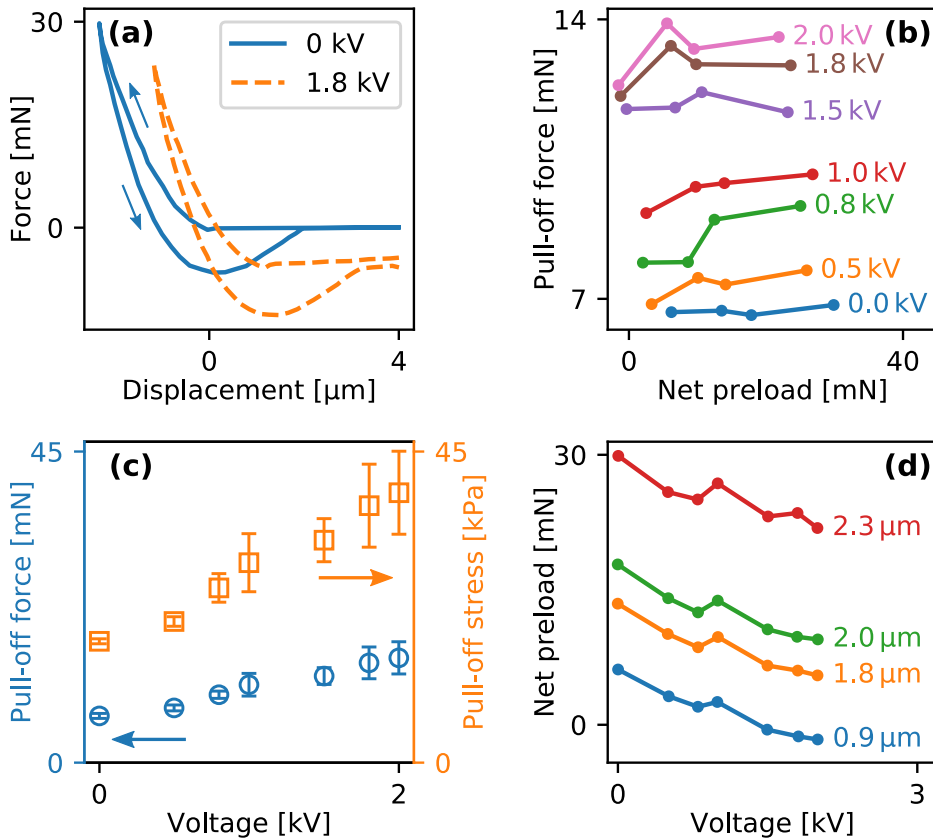 (a)
0 kV
1.8 kV
30
0
Force [mN]
0
4
Displacement [μm]
(b)
2.0 kV
1.8 kV
1.5 kV
1.0 kV
0.8 kV
0.5 kV
0.0 kV
14
7
Pull-off force [mN]
0
40
Net preload [mN]
(c)
45
0
Pull-off force [mN]
45
0
Pull-off stress [kPa]
0
2
Voltage [kV]
(d)
2.3 μm
2.0 μm
1.8 μm
0.9 μm
30
0
Net preload [mN]
0
3
Voltage [kV]